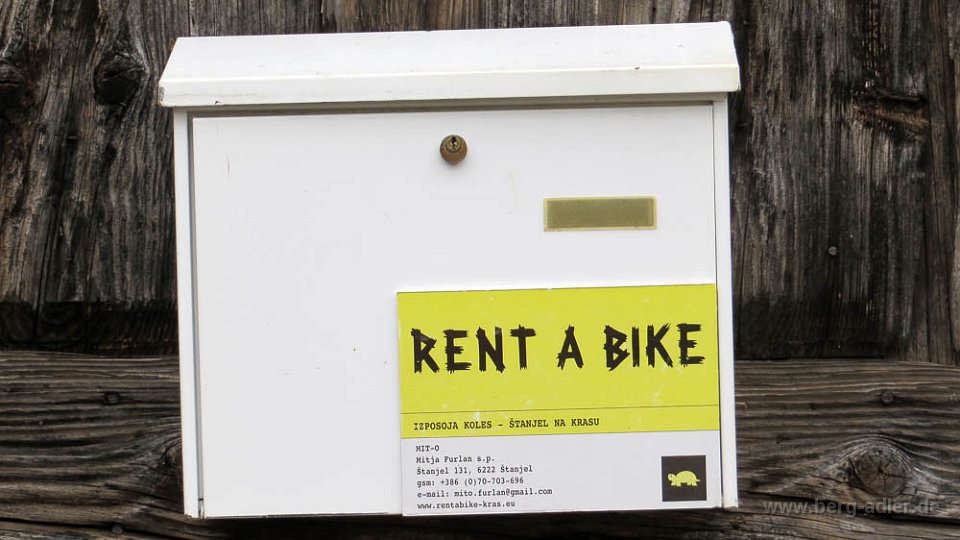 RENT A BIKE
IZPOSOJA KOLES - ŠTANJEL NA KRASU
MIT-O
Mitja Furlan s.p.
Štanjel 131, 6222 Štanjel
gsm: +386 (0)70-703-696
e-mail: mito.furlan@gmail.com
www.rentabike-kras.eu
www.berg-adler.de